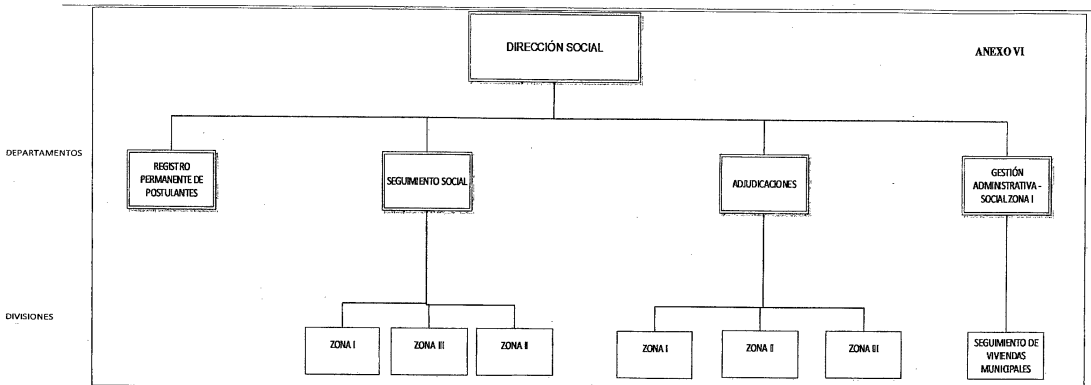 DIRECCIÓN SOCIAL
ANEXO VI
DEPARTAMENTOS
REGISTRO
PERMANENTE DE
POSTULANTES
SEGUIMIENTO SOCIAL
ADJUDICACIONES
GESTIÓN
ADMINISTRATIVA -
SOCIAL ZONA I
DIVISIONES
ZONA I
ZONA III
ZONA II
ZONA I
ZONA II
ZONA III
SEGUIMIENTO DE
VIVIENDAS
MUNICIPALES